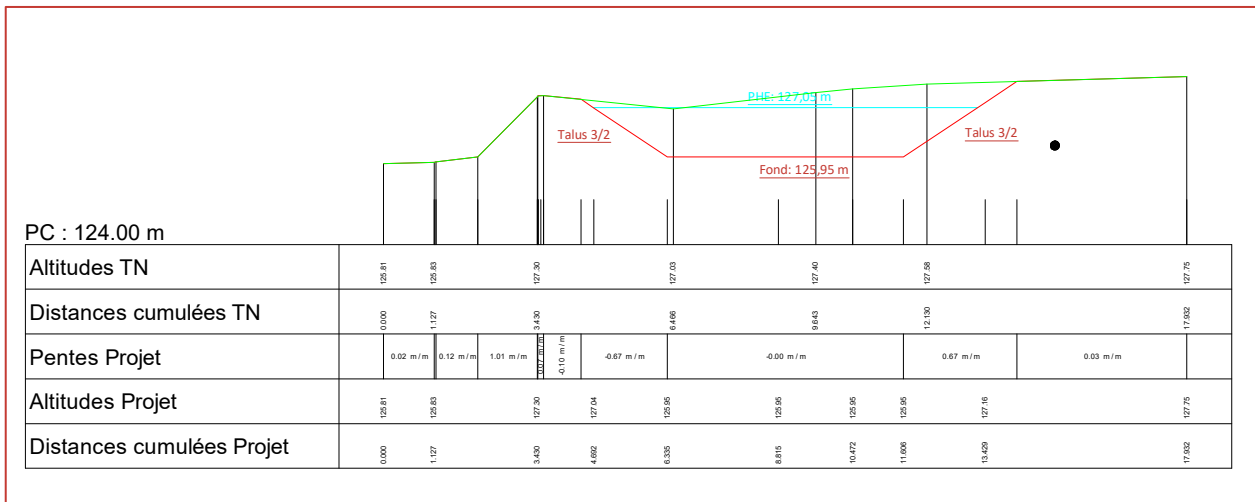 PHE: 127,05 m
Talus 3/2
Talus 3/2
Fond: 125,95 m
PC : 124.00 m
Altitudes TN 125.81 125.83 127.30 127.03 127.40 127.58 127.75
Distances cumulées TN 0.000 1.127 3.430 6.466 9.643 12.130 17.932
Pentes Projet 0.02 m/m 0.12 m/m 1.01 m/m 0.07 m/m -0.10 m/m -0.67 m/m -0.00 m/m 0.67 m/m 0.03 m/m
Altitudes Projet 125.81 125.83 127.30 127.04 125.95 125.95 125.95 125.95 127.16 127.75
Distances cumulées Projet 0.000 1.127 3.430 4.692 6.335 8.815 10.472 11.606 13.429 17.932